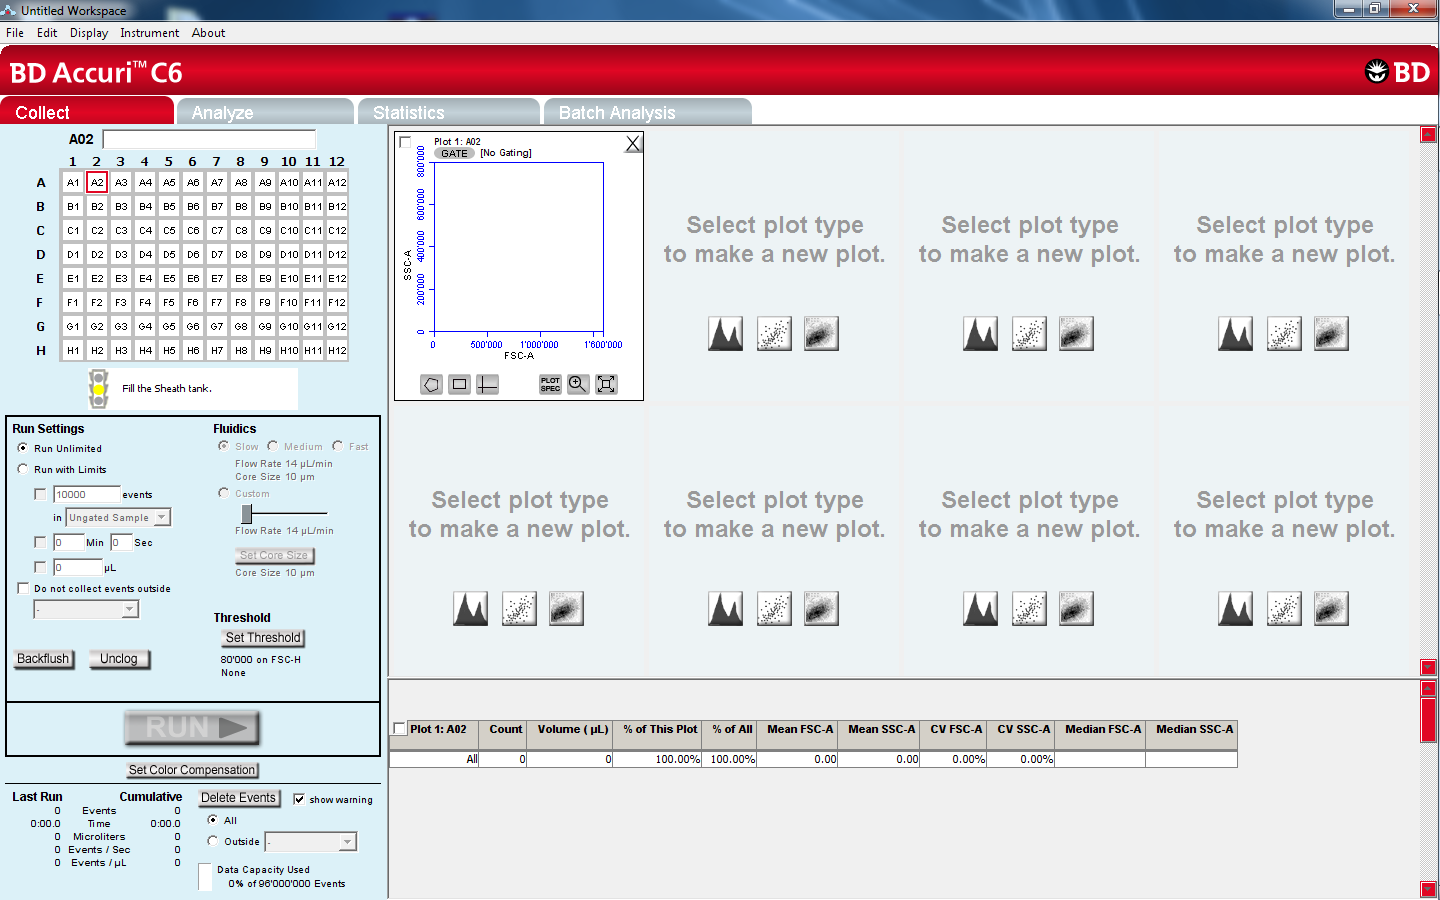 Untitled Workspace
File Edit Display Instrument About
BD Accuri™ C6
BD
Collect Analyze Statistics Batch Analysis
A02
1 2 3 4 5 6 7 8 9 10 11 12
A A1 A2 A3 A4 A5 A6 A7 A8 A9 A10 A11 A12
B B1 B2 B3 B4 B5 B6 B7 B8 B9 B10 B11 B12
C C1 C2 C3 C4 C5 C6 C7 C8 C9 C10 C11 C12
D D1 D2 D3 D4 D5 D6 D7 D8 D9 D10 D11 D12
E E1 E2 E3 E4 E5 E6 E7 E8 E9 E10 E11 E12
F F1 F2 F3 F4 F5 F6 F7 F8 F9 F10 F11 F12
G G1 G2 G3 G4 G5 G6 G7 G8 G9 G10 G11 G12
H H1 H2 H3 H4 H5 H6 H7 H8 H9 H10 H11 H12
Fill the Sheath tank.
Run Settings
Run Unlimited
Run with Limits
10000 events
in Ungated Sample
0 Min 0 Sec
0 µL
Do not collect events outside
-
Backflush Unclog
Fluidics
Slow Medium Fast
Flow Rate 14 µL/min
Core Size 10 µm
Custom
Flow Rate 14 µL/min
Set Core Size
Core Size 10 µm
Threshold
Set Threshold
80'000 on FSC-H
None
RUN
Set Color Compensation
Last Run Cumulative
0 Events 0
0:00.0 Time 0:00.0
0 Microliters 0
0 Events / Sec 0
0 Events / µL 0
Delete Events show warning
All
Outside -
Data Capacity Used
0% of 96'000'000 Events
Plot 1: A02
GATE [No Gating]
800'000
600'000
400'000
200'000
0
SSC-A
0 500'000 1'000'000 1'600'000
FSC-A
PLOT
SPEC
Select plot type
to make a new plot.
Select plot type
to make a new plot.
Select plot type
to make a new plot.
Select plot type
to make a new plot.
Select plot type
to make a new plot.
Select plot type
to make a new plot.
Select plot type
to make a new plot.
Plot 1: A02 Count Volume ( µL) % of This Plot % of All Mean FSC-A Mean SSC-A CV FSC-A CV SSC-A Median FSC-A Median SSC-A
All 0 0 100.00% 100.00% 0.00 0.00 0.00% 0.00%